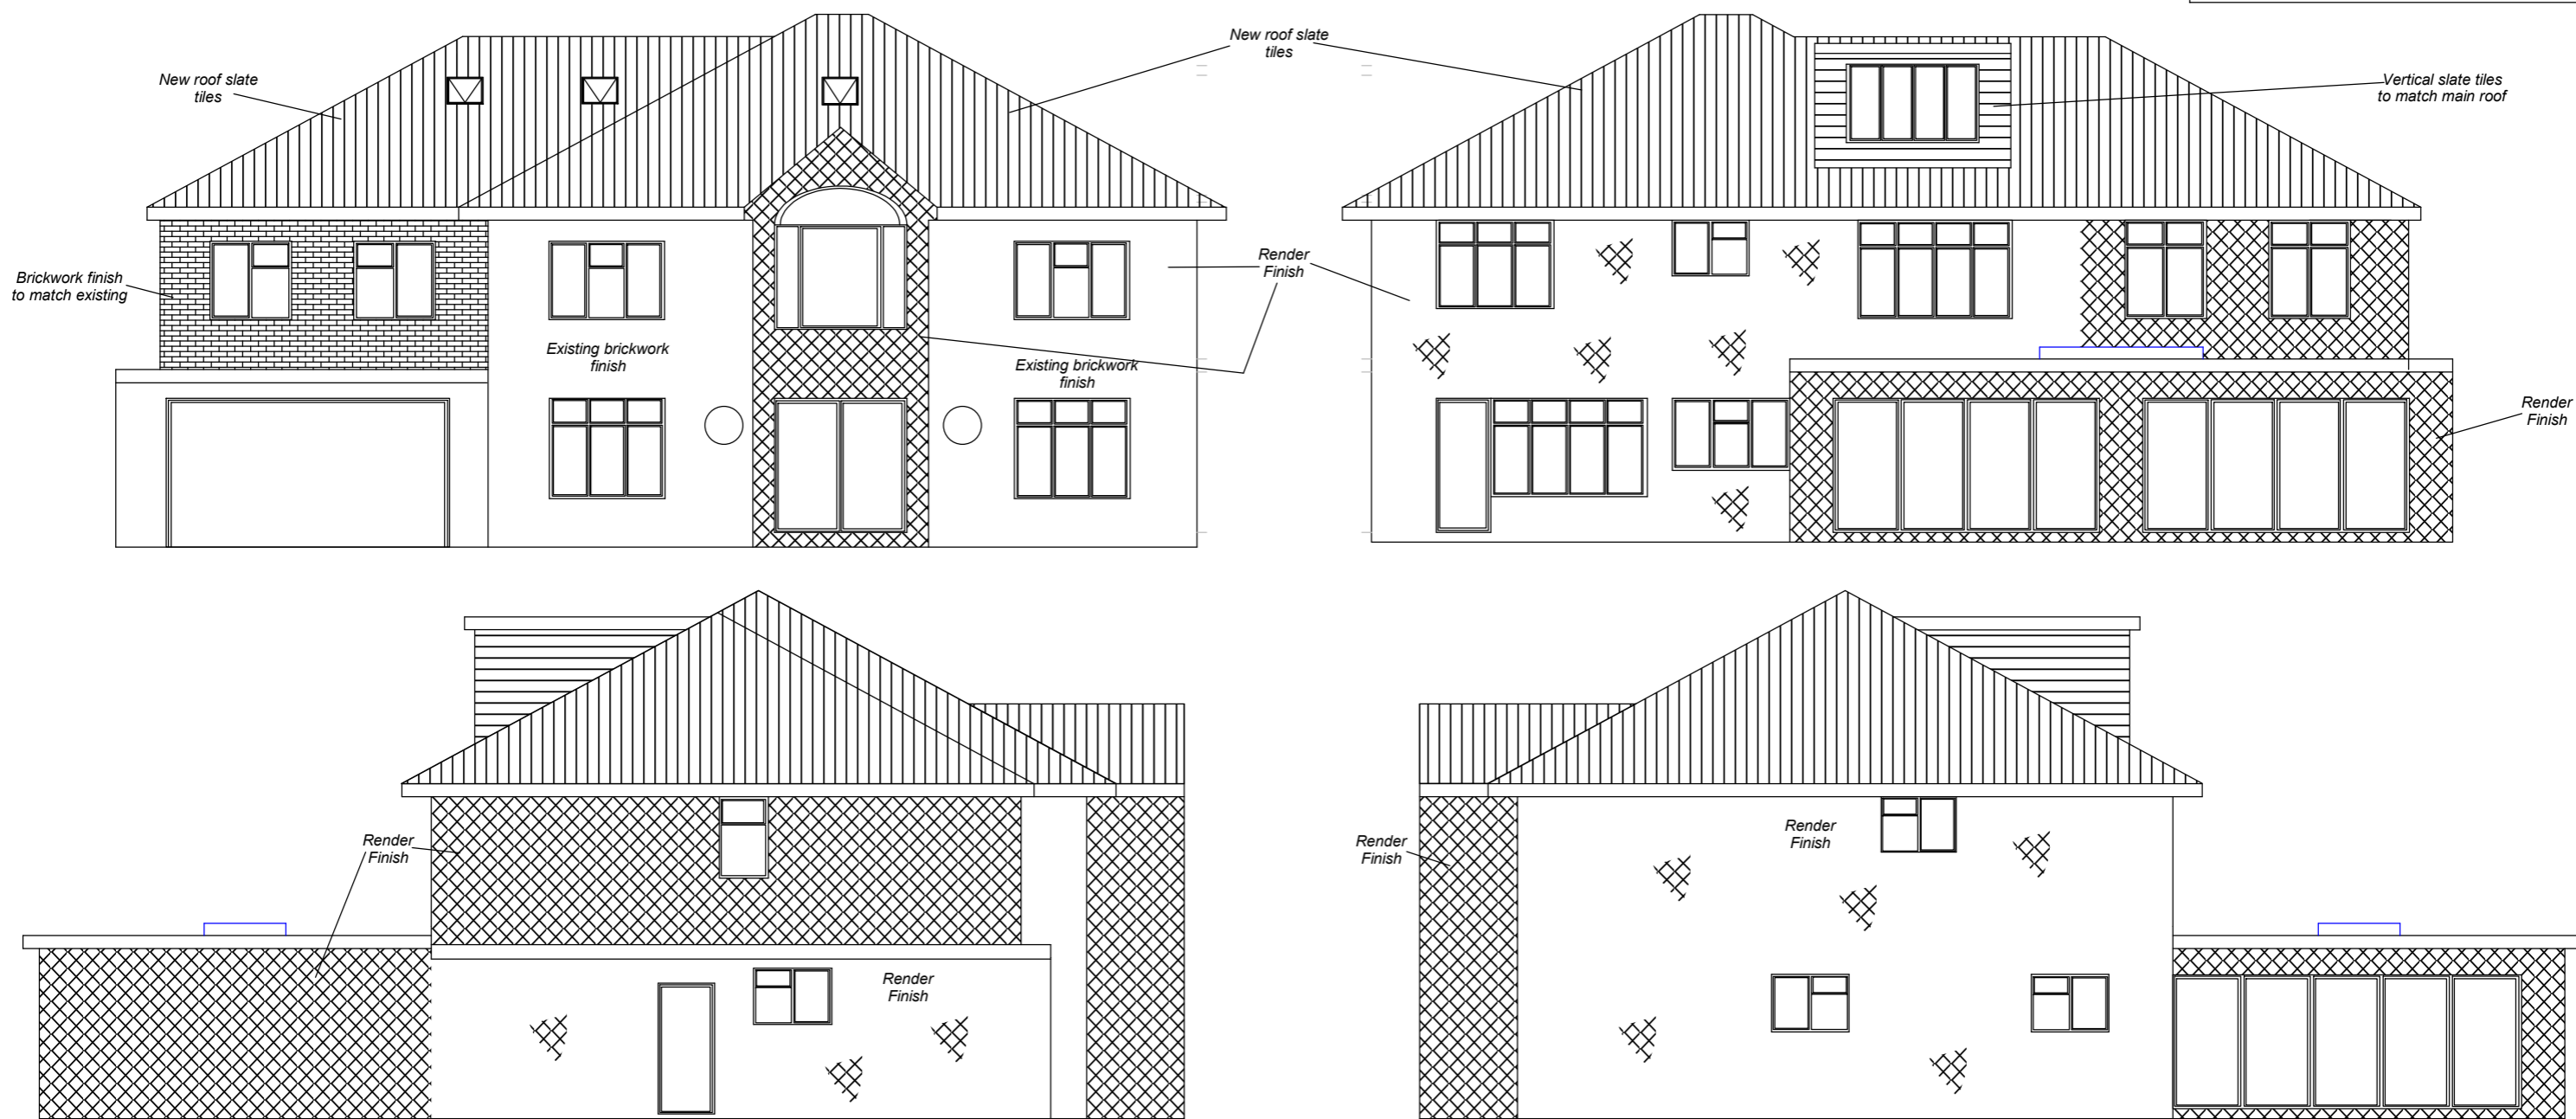 New roof slate
tiles
New roof slate
tiles
Vertical slate tiles
to match main roof
Brickwork finish
to match existing
Render
Finish
Existing brickwork
finish
Existing brickwork
finish
Render
Finish
Render
Finish
Render
Finish
Render
Finish
Render
Finish